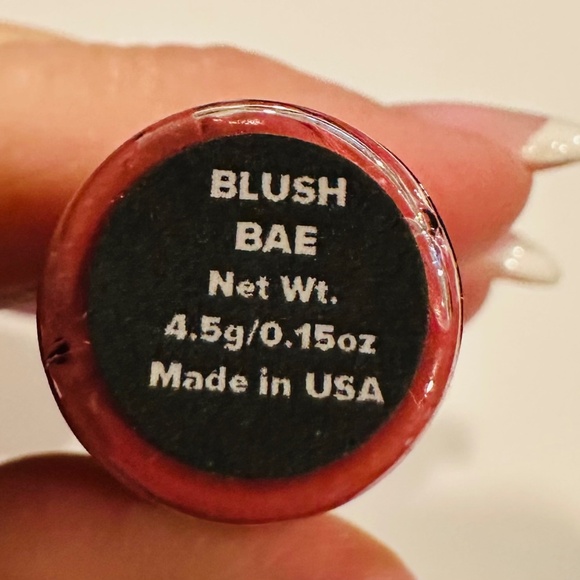 BLUSH
BAE
Net Wt.
4.5g/0.15oz
Made in USA